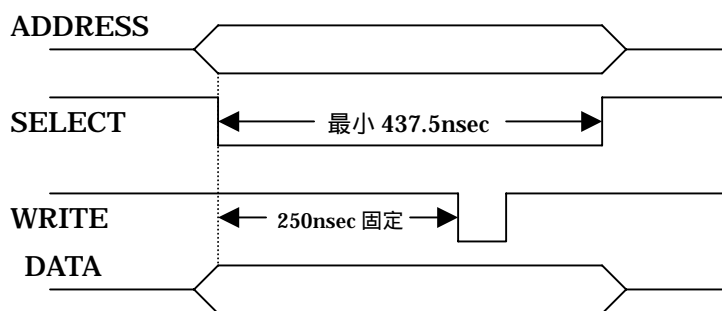 ADDRESS
SELECT
最小 437.5nsec
WRITE
250nsec 固定
DATA